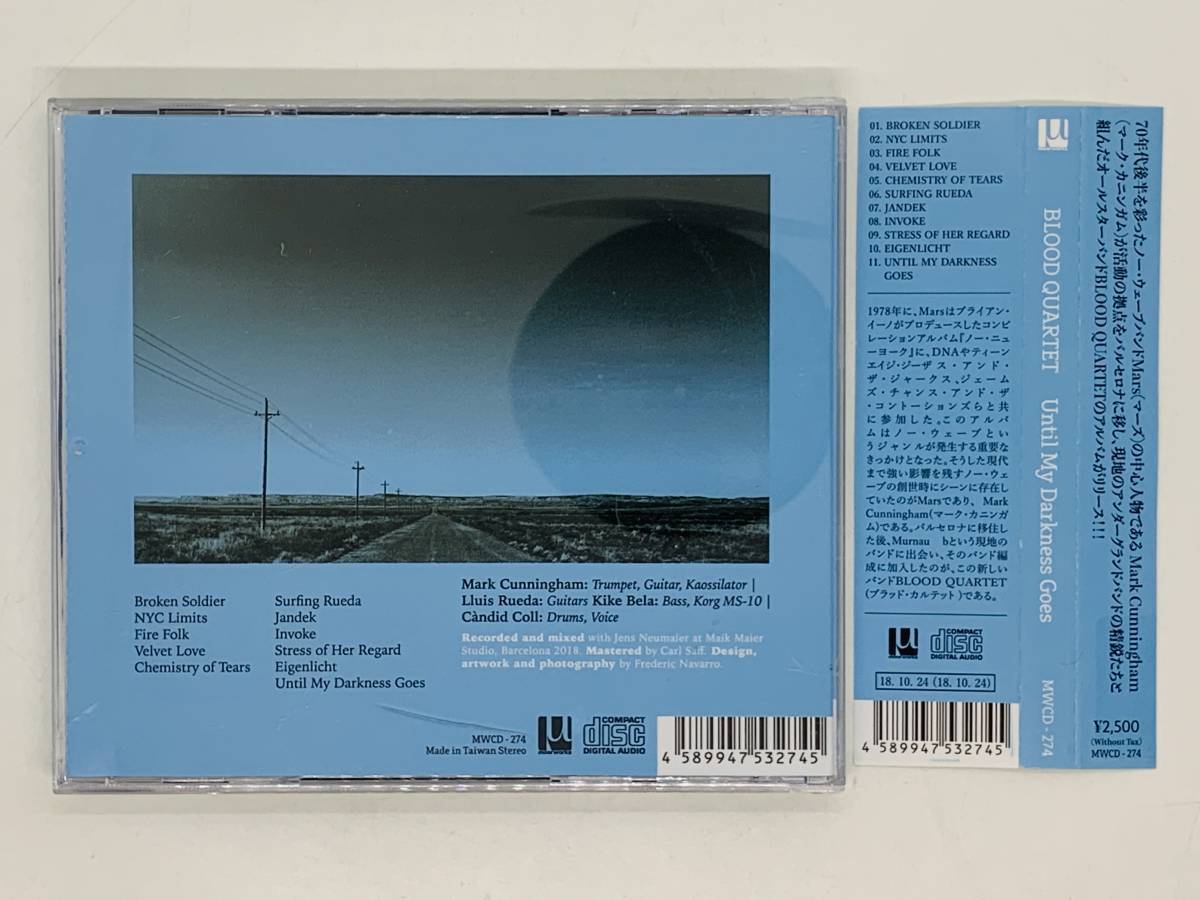 Broken Soldier
NYC Limits
Fire Folk
Velvet Love
Chemistry of Tears
Surfing Rueda
Jandek
Invoke
Stress of Her Regard
Eigenlicht
Until My Darkness Goes
Mark Cunningham: Trumpet, Guitar, Kaossilator |
Lluis Rueda: Guitars Kike Bela: Bass, Korg MS-10 |
Càndid Coll: Drums, Voice
Recorded and mixed with Jens Neumaier at Maik Maier
Studio, Barcelona 2018. Mastered by Carl Saff. Design,
artwork and photography by Frederic Navarro.
MWCD - 274
Made in Taiwan Stereo
μ
COMPACT
disc
DIGITAL AUDIO
4 589947 532745
01. BROKEN SOLDIER
02. NYC LIMITS
03. FIRE FOLK
04. VELVET LOVE
05. CHEMISTRY OF TEARS
06. SURFING RUEDA
07. JANDEK
08. INVOKE
09. STRESS OF HER REGARD
10. EIGENLICHT
11. UNTIL MY DARKNESS
GOES
1978年に、Marsはブライアン・
イーノがプロデュースしたコンピ
レーションアルバム『ノー・ニュ
ーヨーク』に、DNAやティーン
エイジ・ジーザス・アンド・
ザ・ジャークス、ジェーム
ズ・チャンス・アンド・ザ
・コントーションズらと共
に参加した。このアル
バムはノー・ウェーブとい
うジャンルが発生する重要な
きっかけとなった。そうした現代
まで強い影響を残すノー・ウェ
ーブの創世時にシーンに存在し
ていたのがMarsであり、Mark
Cunningham(マーク・カニンガ
ム)である。バルセロナに移住し
た後、Murnau bという現地の
バンドに出会い、そのバンド編
成に加入したのが、この新しい
バンドBLOOD QUARTET
(ブラッド・カルテット)である。
μ
COMPACT
disc
DIGITAL AUDIO
18. 10. 24 (18. 10. 24)
4 589947 532745
μ
BLOOD QUARTET Until My Darkness Goes MWCD - 274
70年代後半を彩ったノー・ウェーブバンドMars(マーズ)の中心人物であるMark Cunningham
(マーク・カニンガム)が活動の拠点をバルセロナに移し、現地のアンダーグランドバンドの精鋭たちと
組んだオールスターバンドBLOOD QUARTETのアルバムがリリース!!!
¥2,500
(Without Tax)
MWCD - 274